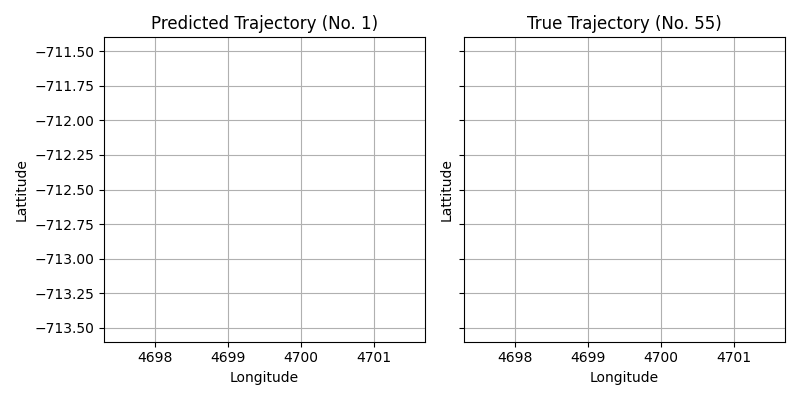 Predicted Trajectory (No. 1)
True Trajectory (No. 55)
−711.50
−711.75
−712.00
−712.25
−712.50
−712.75
−713.00
−713.25
−713.50
Lattitude
Lattitude
4698 4699 4700 4701
4698 4699 4700 4701
Longitude
Longitude